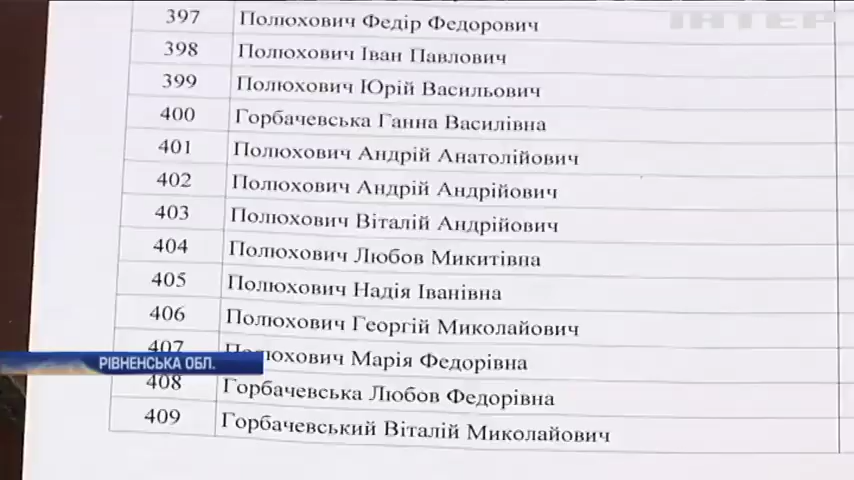 ІНТЕР
397 Полюхович Федір Федорович
398 Полюхович Іван Павлович
399 Полюхович Юрій Васильович
400 Горбачевська Ганна Василівна
401 Полюхович Андрій Анатолійович
402 Полюхович Андрій Андрійович
403 Полюхович Віталій Андрійович
404 Полюхович Любов Микитівна
405 Полюхович Надія Іванівна
406 Полюхович Георгій Миколайович
407 Полюхович Марія Федорівна
РІВНЕНСЬКА ОБЛ.
408 Горбачевська Любов Федорівна
409 Горбачевський Віталій Миколайович